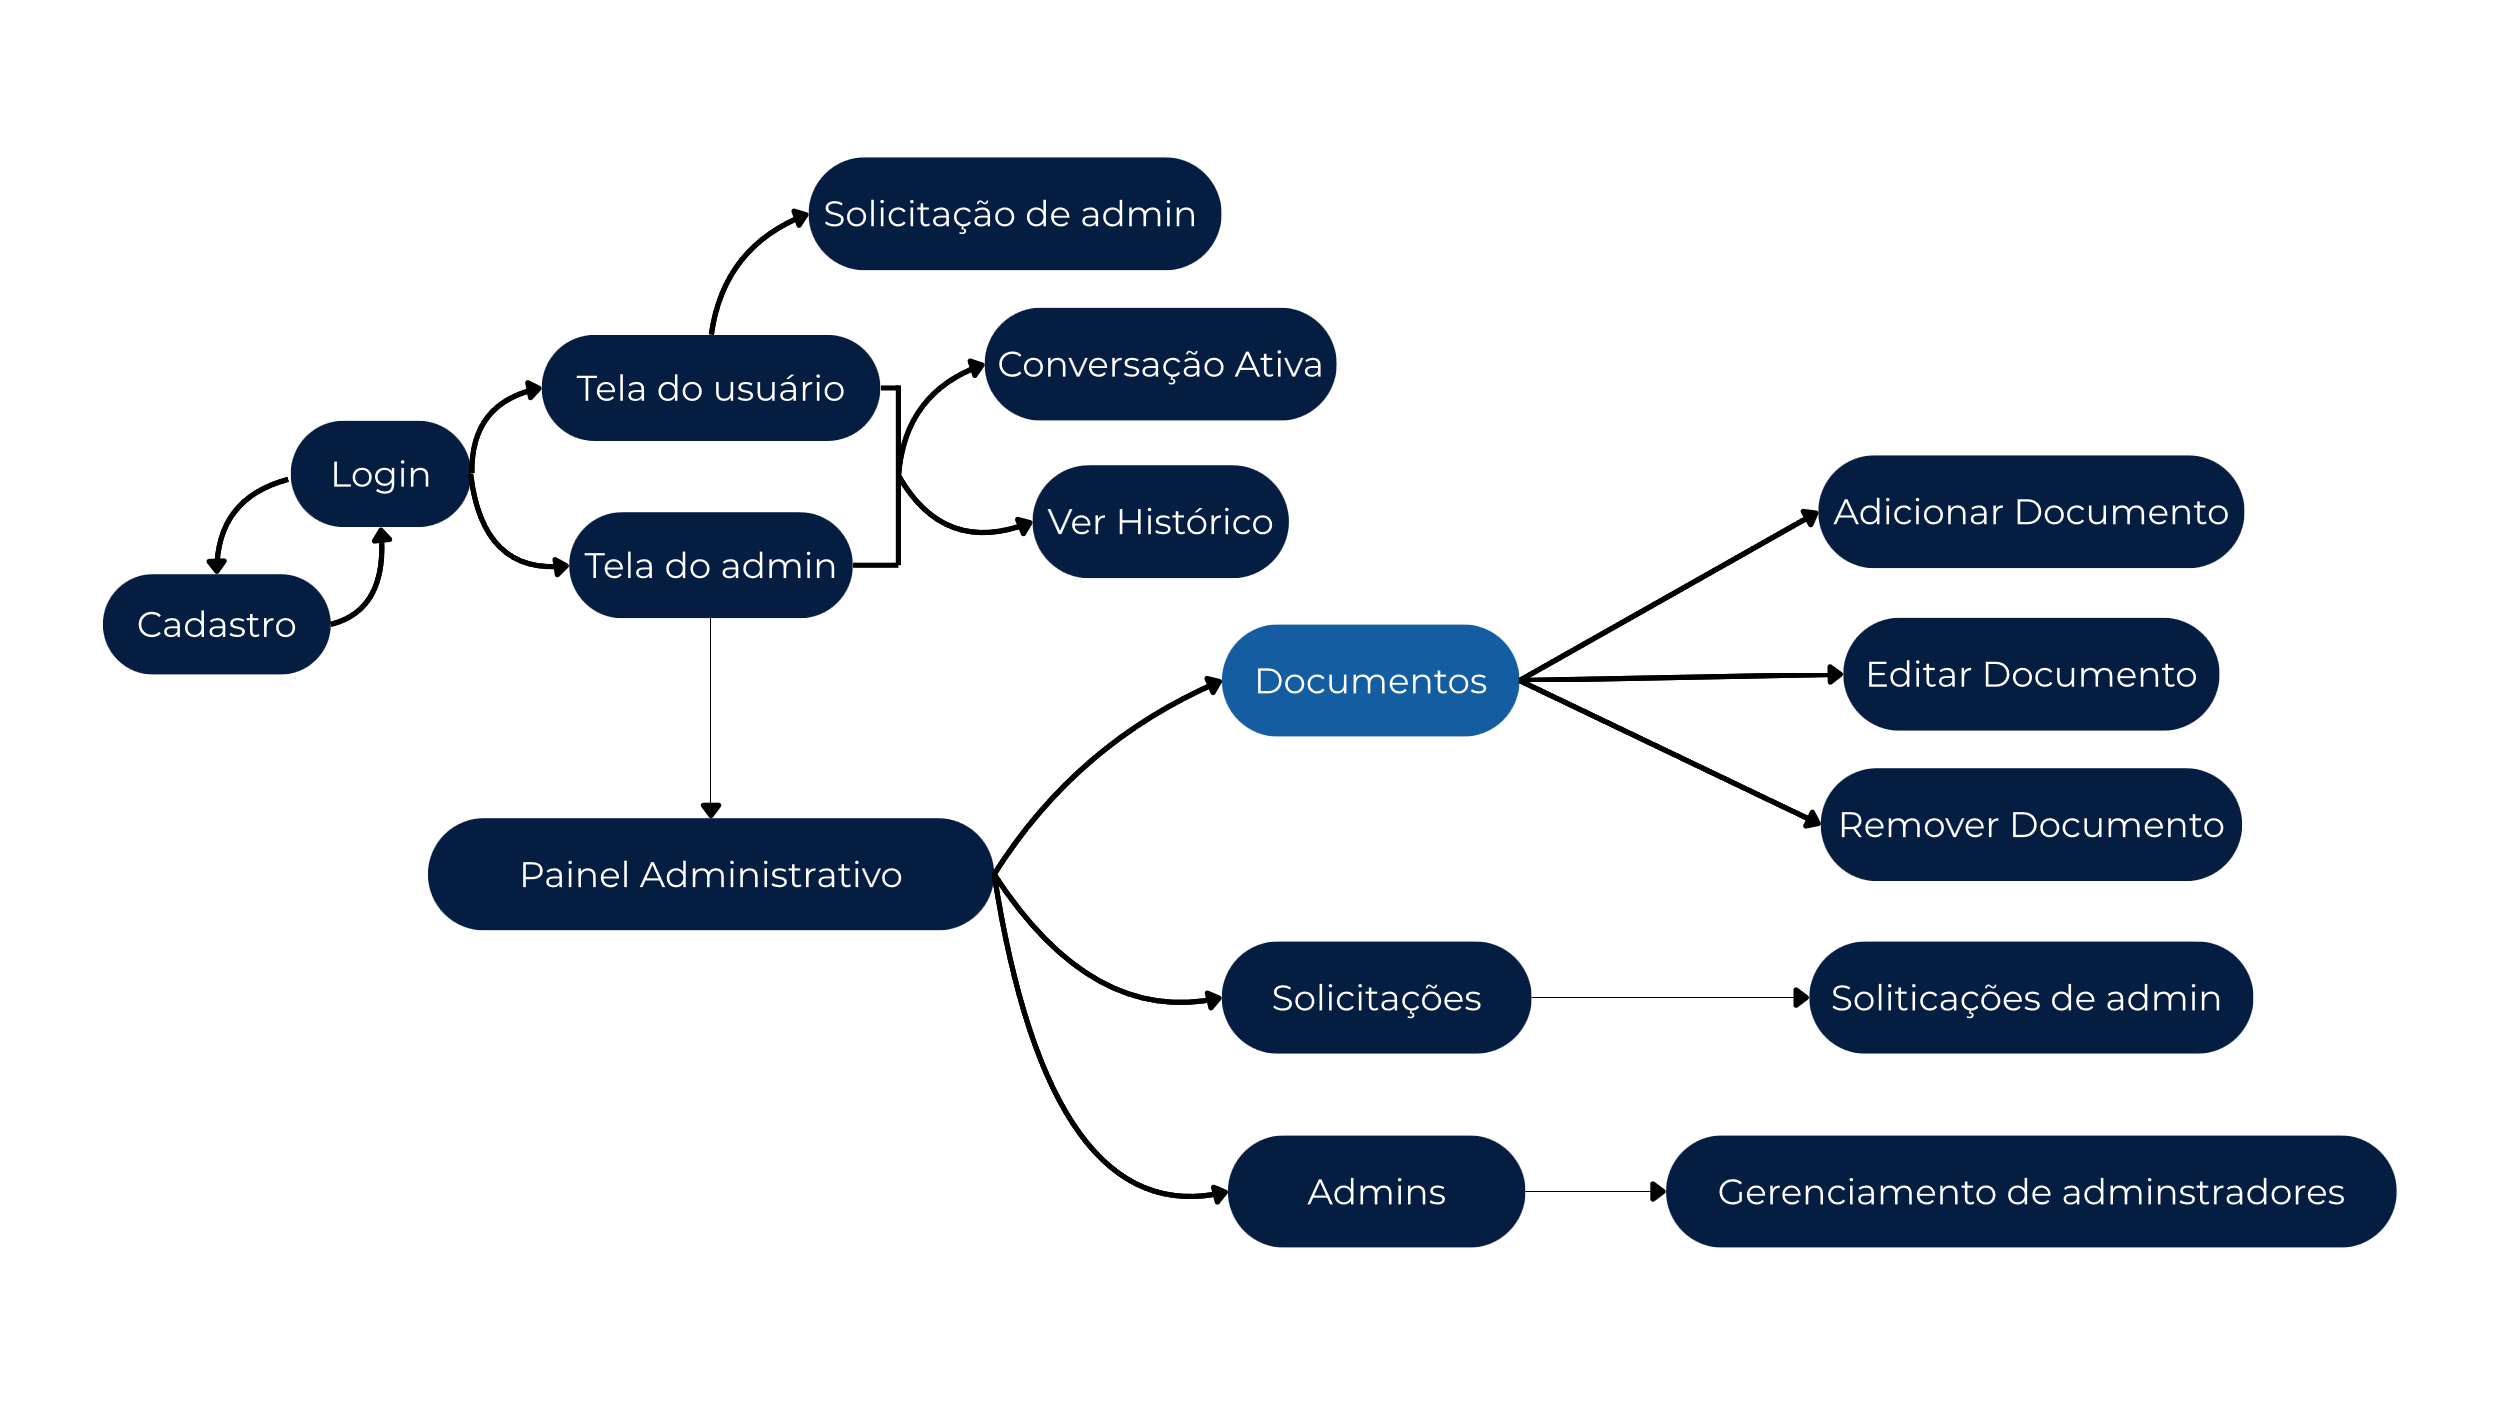 Solicitação de admin
Conversação Ativa
Tela do usuário
Login
Ver Histórico
Adicionar Documento
Tela do admin
Cadastro
Documentos
Editar Documento
Remover Documento
Painel Administrativo
Solicitações
Soliticações de admin
Admins
Gerenciamento de adminstradores